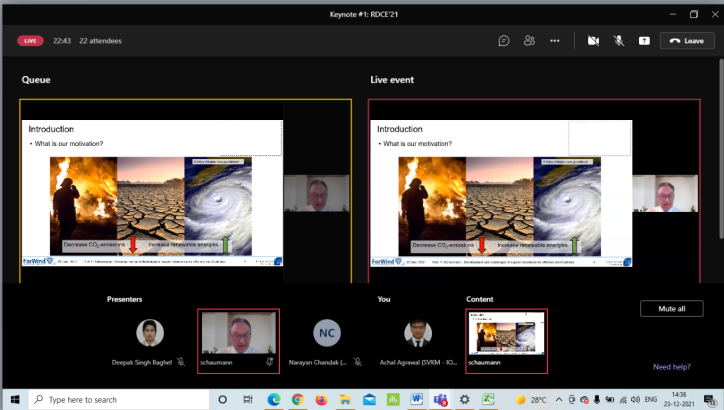 Keynote #1: RDCE'21
LIVE 22:43 22 attendees
Leave
Queue
Live event
Introduction
• What is our motivation?
Decrease CO2-emissions
Increase renewable energies
ForWind
Introduction
• What is our motivation?
Decrease CO2-emissions
Increase renewable energies
ForWind
Presenters
You
Content
Mute all
NC
Deepak Singh Baghel
schaumann
Narayan Chandak (...
Achal Agrawal (SVKM - IO...
schaumann
Need help?
Type here to search
28°C
ENG
14:36
23-12-2021